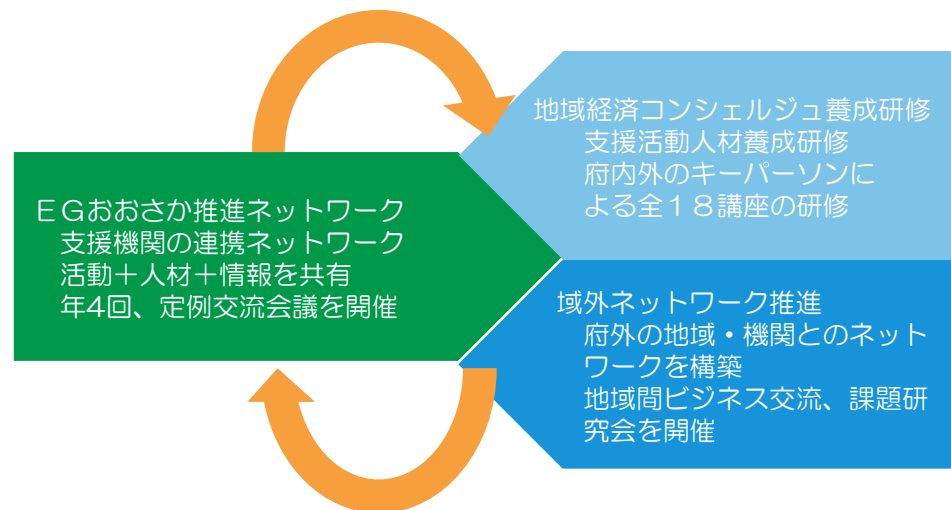 ＥＧおおさか推進ネットワーク
支援機関の連携ネットワーク
活動＋人材＋情報を共有
年4回、定例交流会議を開催
地域経済コンシェルジュ養成研修
支援活動人材養成研修
府内外のキーパーソンに
よる全１８講座の研修
域外ネットワーク推進
府外の地域・機関とのネット
ワークを構築
地域間ビジネス交流、課題研
究会を開催